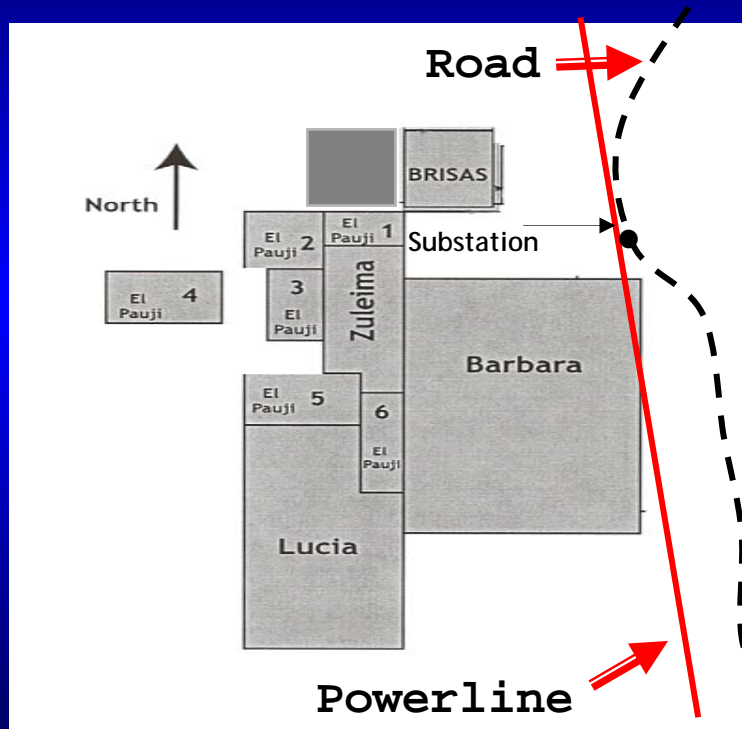 Road
BRISAS
North
El
Pauji 1
El
Pauji 2
Substation
3
El
Pauji
El
Pauji 4
Zuleima
Barbara
El
Pauji 5
6
El
Pauji
Lucia
Powerline